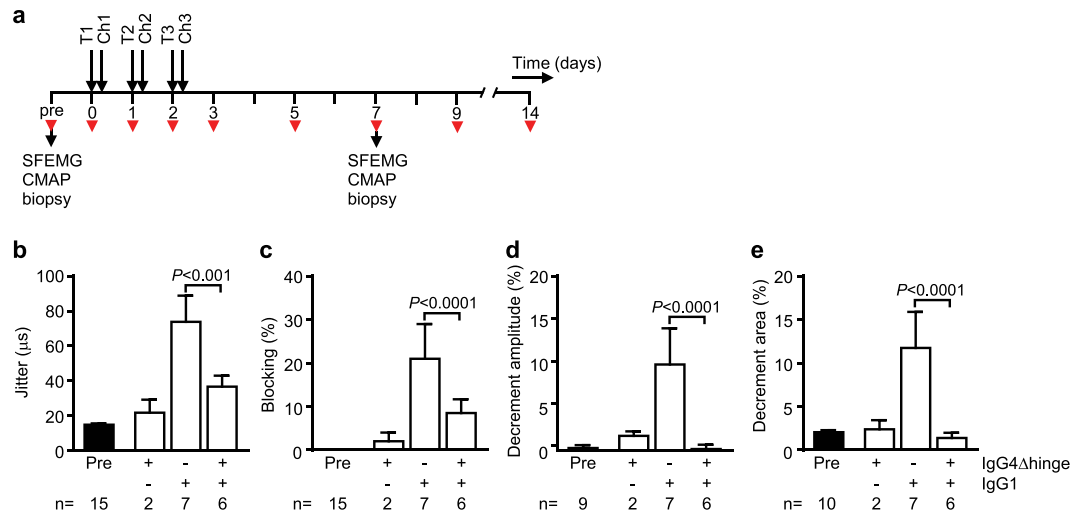 a
T1 Ch1 T2 Ch2 T3 Ch3
Time (days)
pre 0 1 2 3 5 7 9 14
SFEMG SFEMG
CMAP CMAP
biopsy biopsy
b
Jitter (µs)
100
80
60
40
20
0
P<0.001
c
Blocking (%)
40
30
20
10
0
P<0.0001
d
Decrement amplitude (%)
20
15
10
5
0
P<0.0001
e
Decrement area (%)
20
15
10
5
0
P<0.0001
Pre + - + Pre + - + Pre + - + Pre + - + IgG4Δhinge
- + + - + + - + + - + + IgG1
n= 15 2 7 6 n= 15 2 7 6 n= 9 2 7 6 n= 10 2 7 6